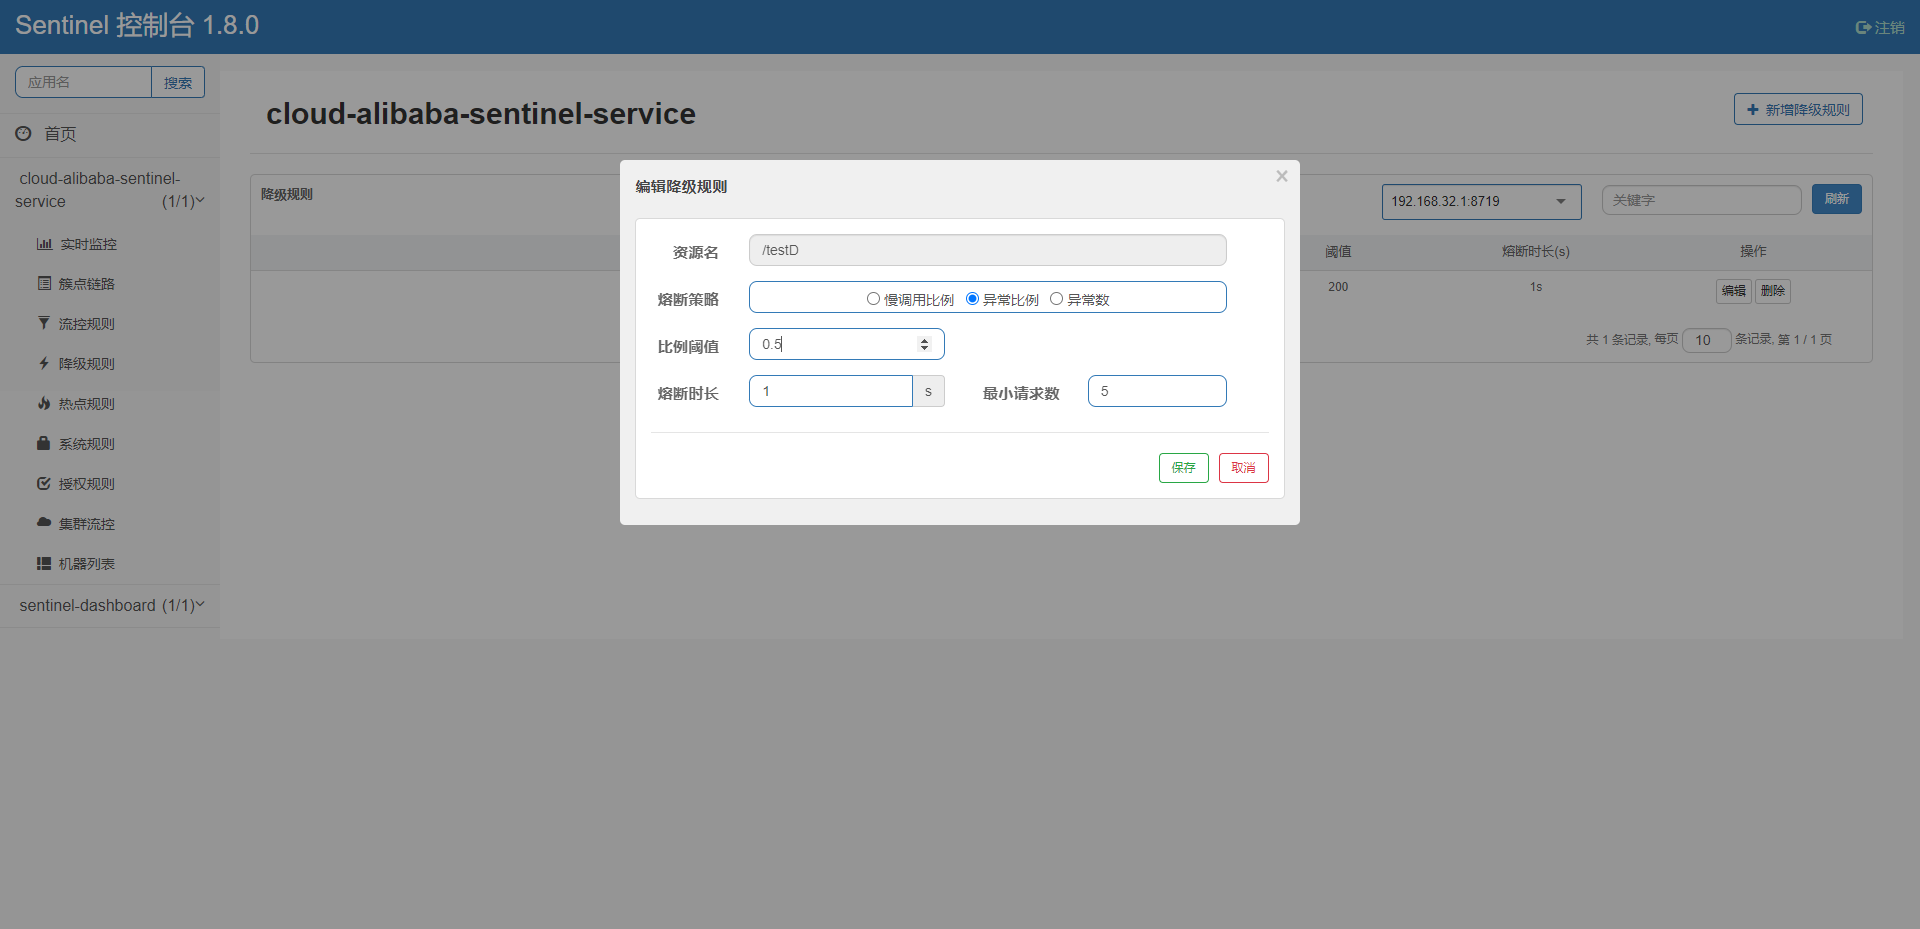 Sentinel 控制台 1.8.0
注销
应用名 搜索
首页
cloud-alibaba-sentinel-
service (1/1)
实时监控
簇点链路
流控规则
降级规则
热点规则
系统规则
授权规则
集群流控
机器列表
sentinel-dashboard (1/1)
cloud-alibaba-sentinel-service
新增降级规则
降级规则
192.168.32.1:8719
关键字
刷新
阈值 熔断时长(s) 操作
200 1s 编辑 删除
共 1 条记录, 每页 10 条记录, 第 1 / 1 页
编辑降级规则
×
资源名 /testD
熔断策略 慢调用比例 异常比例 异常数
比例阈值 0.5
熔断时长 1 s 最小请求数 5
保存 取消